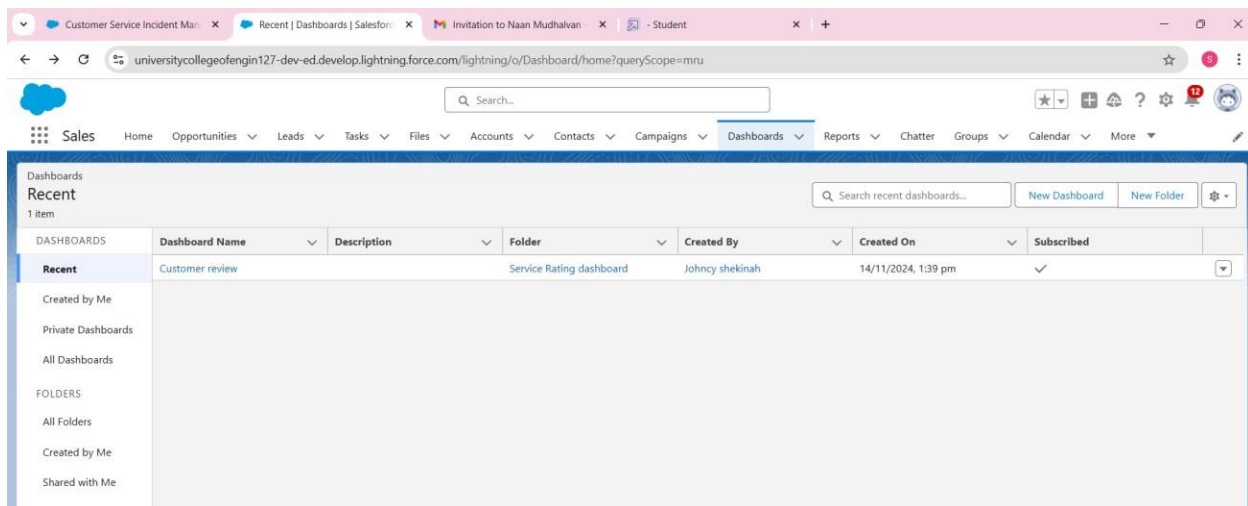 Customer Service Incident Man
Recent | Dashboards | Salesforc
Invitation to Naan Mudhalvan
- Student
universitycollegeofengin127-dev-ed.develop.lightning.force.com/lightning/o/Dashboard/home?queryScope=mru
S
Search...
12
Sales Home Opportunities Leads Tasks Files Accounts Contacts Campaigns Dashboards Reports Chatter Groups Calendar More
Dashboards
Recent
1 item
Search recent dashboards...
New Dashboard
New Folder
DASHBOARDS
Dashboard Name Description Folder Created By Created On Subscribed
Recent
Customer review Service Rating dashboard Johncy shekinah 14/11/2024, 1:39 pm
Created by Me
Private Dashboards
All Dashboards
FOLDERS
All Folders
Created by Me
Shared with Me